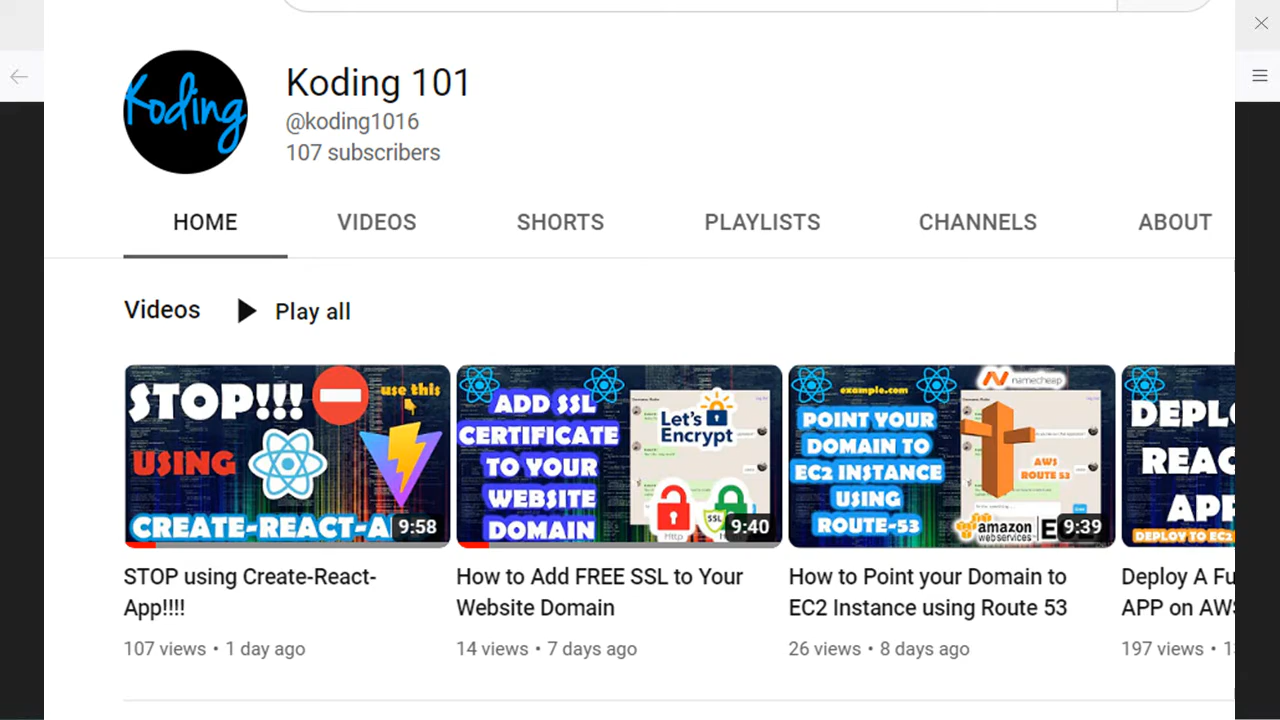 Koding
Koding 101
@koding1016
107 subscribers
HOME VIDEOS SHORTS PLAYLISTS CHANNELS ABOUT
Videos Play all
STOP!!!
use this
USING
CREATE-REACT-A
9:58
ADD SSL
CERTIFICATE
TO YOUR
WEBSITE
DOMAIN
Let's
Encrypt
SSL
Http
9:40
namecheap
example.com
POINT YOUR
DOMAIN TO
EC2 INSTANCE
USING
ROUTE-53
AWS
ROUTE 53
amazon
webservices
E
9:39
DEPLO
REAC
APP
DEPLOY TO EC2
STOP using Create-React-
App!!!!
107 views • 1 day ago
How to Add FREE SSL to Your
Website Domain
14 views • 7 days ago
How to Point your Domain to
EC2 Instance using Route 53
26 views • 8 days ago
Deploy A Fu
APP on AWS
197 views • 1